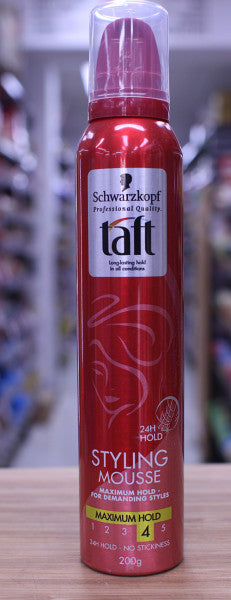 Schwarzkopf
Professional Quality.
taft
Long-lasting hold
in all conditions
24H
HOLD
STYLING
MOUSSE
MAXIMUM HOLD
FOR DEMANDING STYLES
MAXIMUM HOLD
1 2 3 4 5
24H HOLD - NO STICKINESS
200g